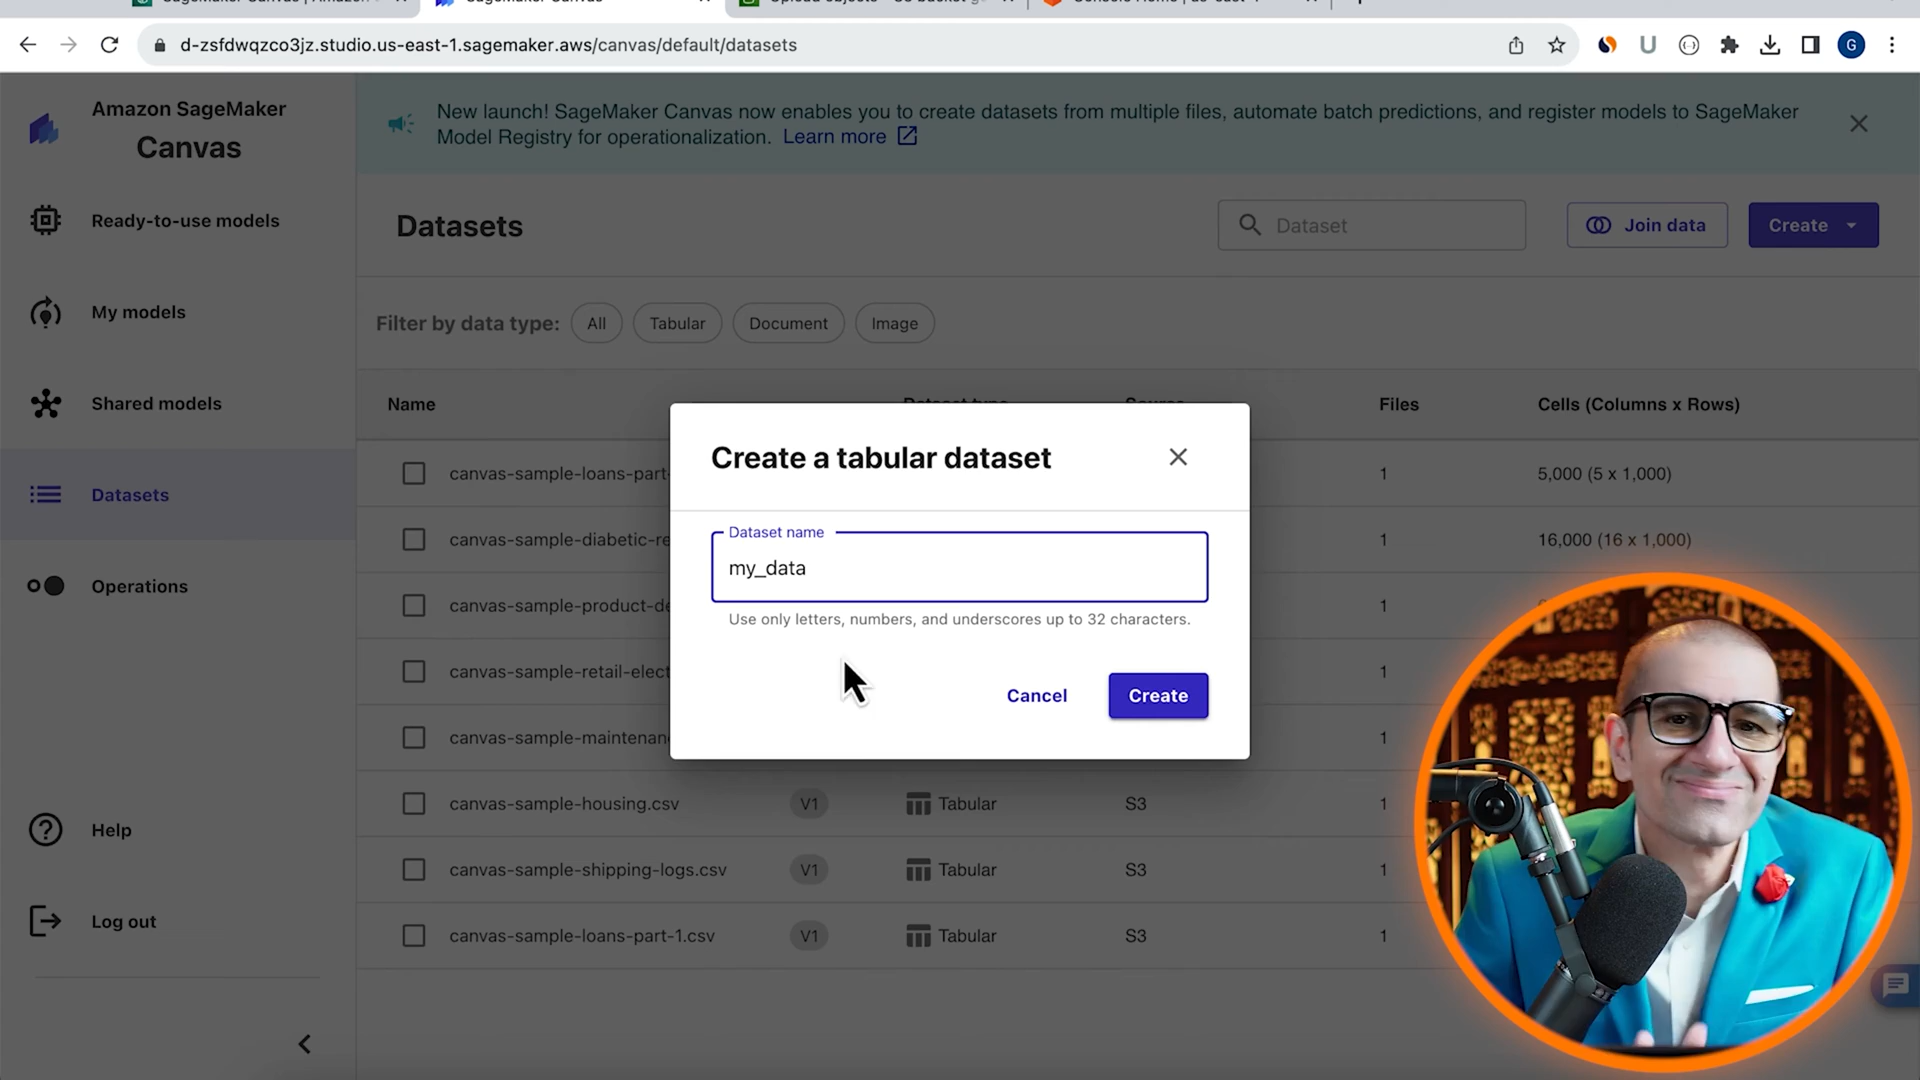 d-zsfdwqzco3jz.studio.us-east-1.sagemaker.aws/canvas/default/datasets
G
Amazon SageMaker
Canvas
New launch! SageMaker Canvas now enables you to create datasets from multiple files, automate batch predictions, and register models to SageMaker
Model Registry for operationalization. Learn more
Ready-to-use models
My models
Shared models
Datasets
Operations
Help
Log out
Datasets
Dataset
Join data
Create
Filter by data type:
All
Tabular
Document
Image
Name
Files
Cells (Columns x Rows)
canvas-sample-loans-part-
1
5,000 (5 x 1,000)
canvas-sample-diabetic-re
1
16,000 (16 x 1,000)
canvas-sample-product-de
1
canvas-sample-retail-elect
1
canvas-sample-maintenan
1
canvas-sample-housing.csv
V1
Tabular
S3
1
canvas-sample-shipping-logs.csv
V1
Tabular
S3
1
canvas-sample-loans-part-1.csv
V1
Tabular
S3
1
Create a tabular dataset
Dataset name
my_data
Use only letters, numbers, and underscores up to 32 characters.
Cancel
Create